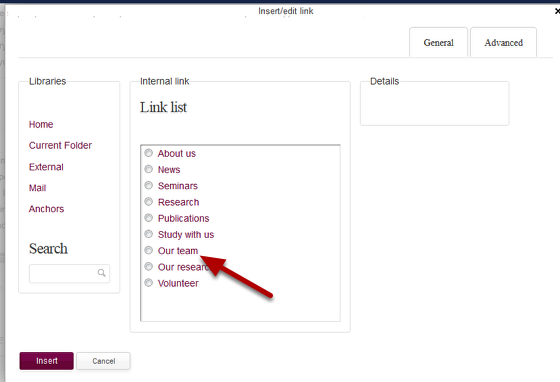 Insert/edit link
General
Advanced
Libraries
Home
Current Folder
External
Mail
Anchors
Search
Internal link
Link list
About us
News
Seminars
Research
Publications
Study with us
Our team
Our research
Volunteer
Details
Insert
Cancel